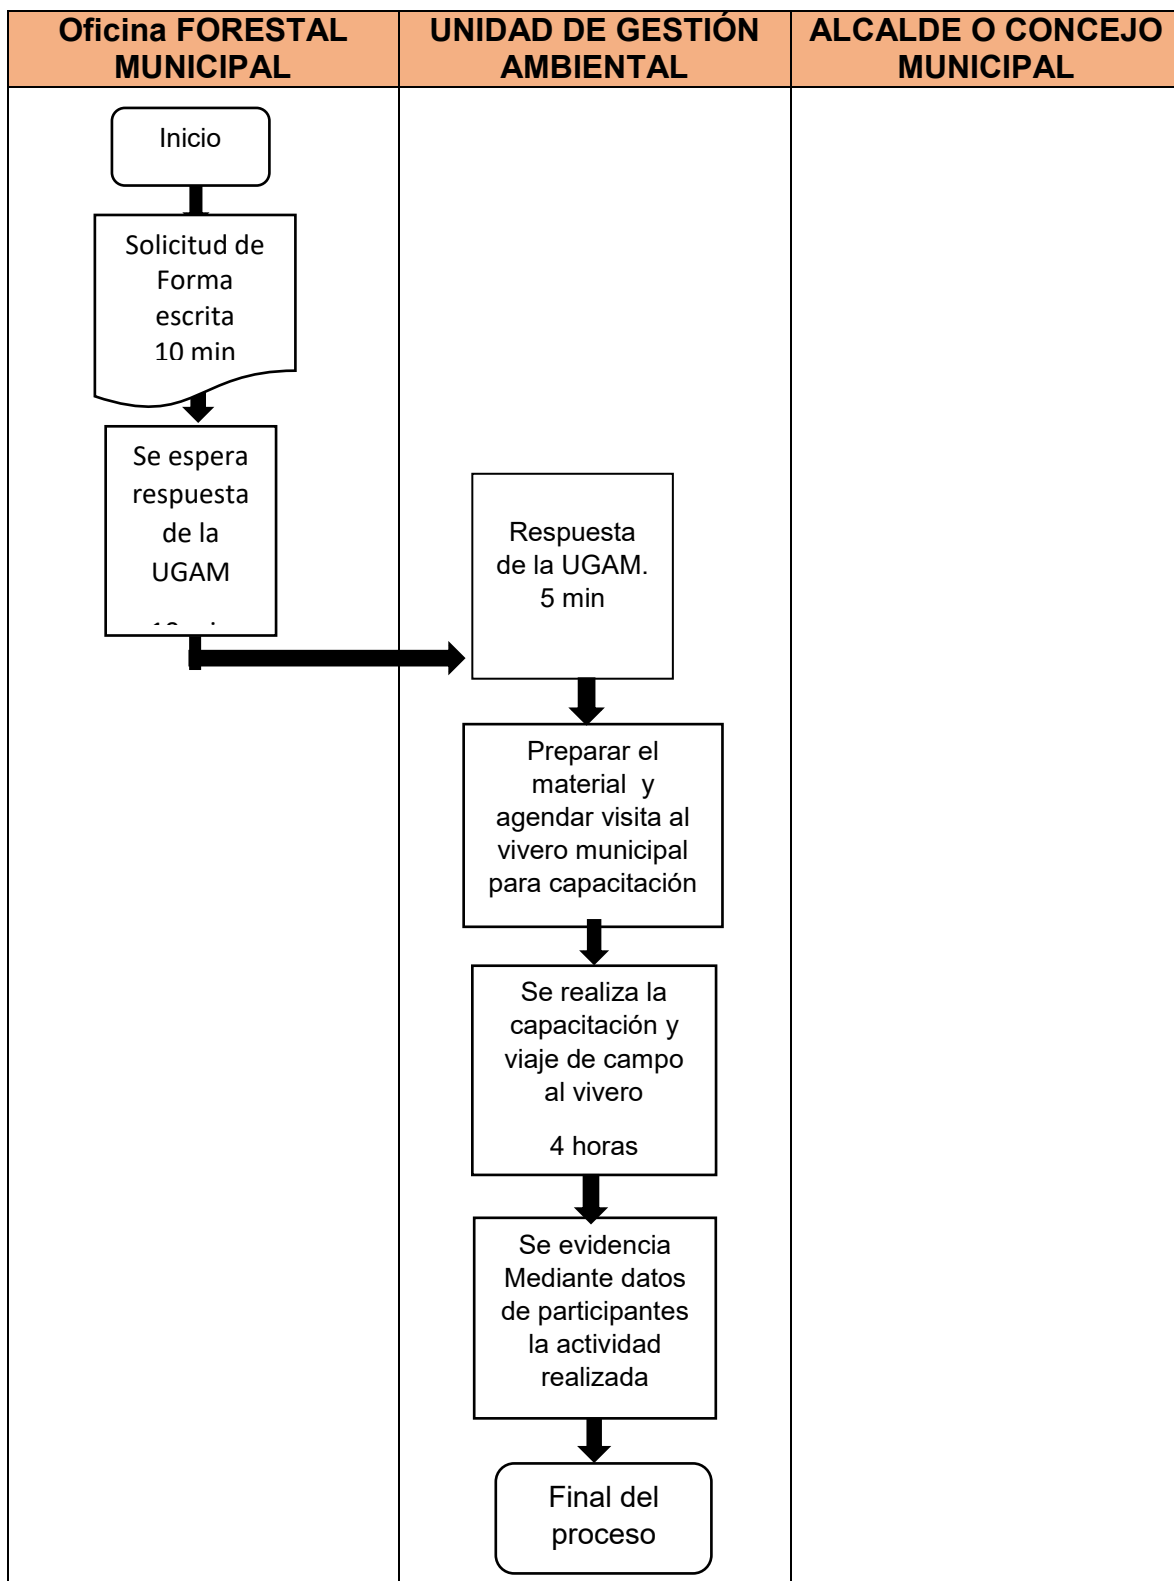 Oficina FORESTAL
MUNICIPAL
UNIDAD DE GESTIÓN
AMBIENTAL
ALCALDE O CONCEJO
MUNICIPAL
Inicio
Solicitud de
Forma
escrita
10 min
Se espera
respuesta
de la
UGAM
Respuesta
de la UGAM.
5 min
Preparar el
material y
agendar visita al
vivero municipal
para capacitación
Se realiza la
capacitación y
viaje de campo
al vivero
4 horas
Se evidencia
Mediante datos
de participantes
la actividad
realizada
Final del
proceso